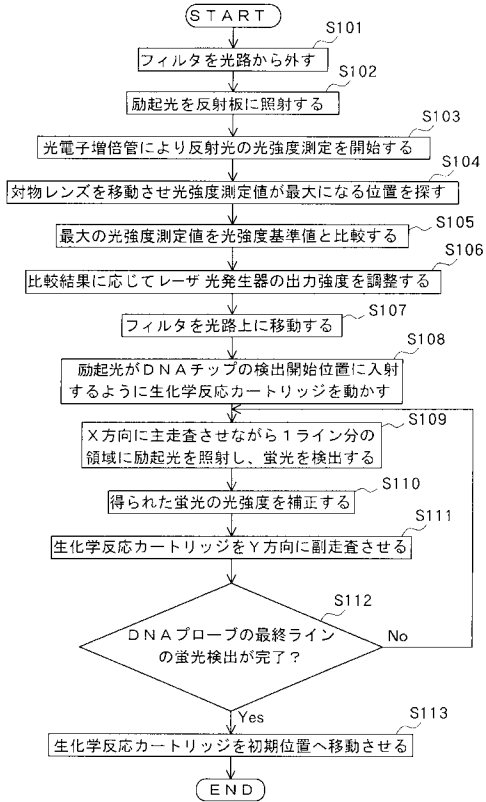 START
S101
フィルタを光路から外す
S102
励起光を反射板に照射する
S103
光電子増倍管により反射光の光強度測定を開始する
S104
対物レンズを移動させ光強度測定値が最大になる位置を探す
S105
最大の光強度測定値を光強度基準値と比較する
S106
比較結果に応じてレーザ光発生器の出力強度を調整する
S107
フィルタを光路上に移動する
S108
励起光がDNAチップの検出開始位置に入射
するように生化学反応カートリッジを動かす
S109
X方向に主走査させながら1ライン分の
領域に励起光を照射し、蛍光を検出する
S110
得られた蛍光の光強度を補正する
S111
生化学反応カートリッジをY方向に副走査させる
S112
DNAプローブの最終ライン
の蛍光検出が完了?
No
Yes
S113
生化学反応カートリッジを初期位置へ移動させる
END